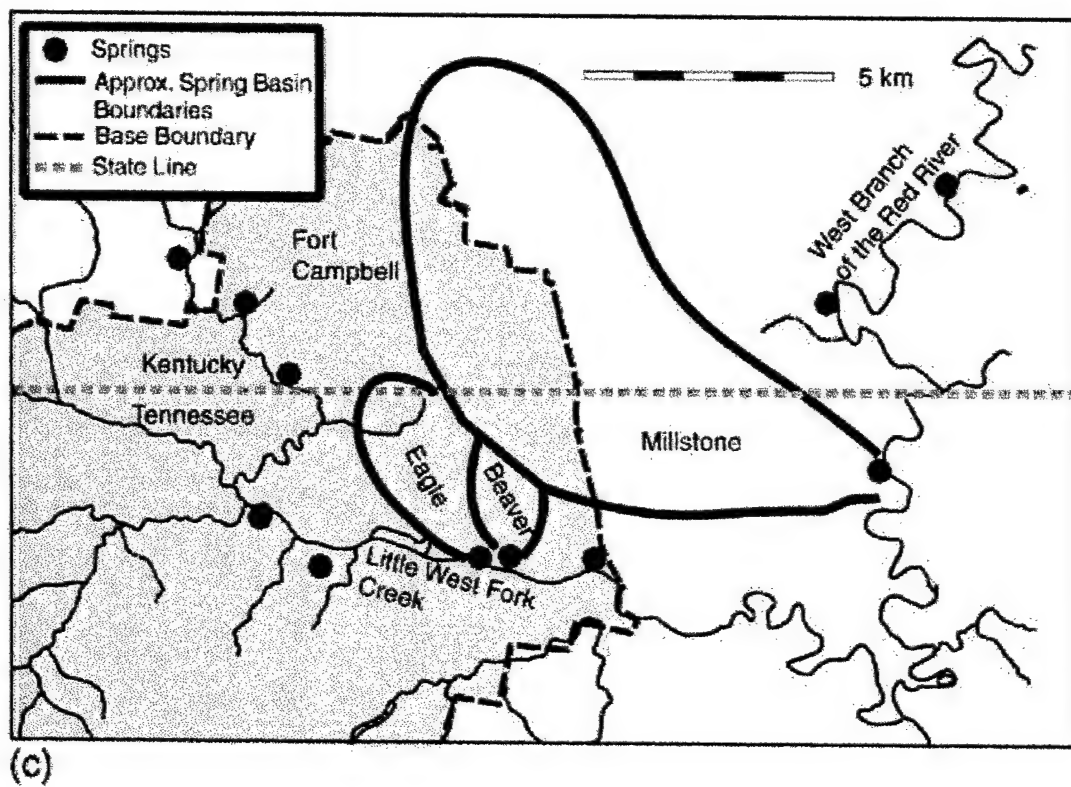 Springs
Approx. Spring Basin
Boundaries
Base Boundary
State Line
5 km
West Branch
of the Red River
Fort
Campbell
Kentucky
Tennessee
Millstone
Eagle
Beaver
Little West Fork
Creek
(c)